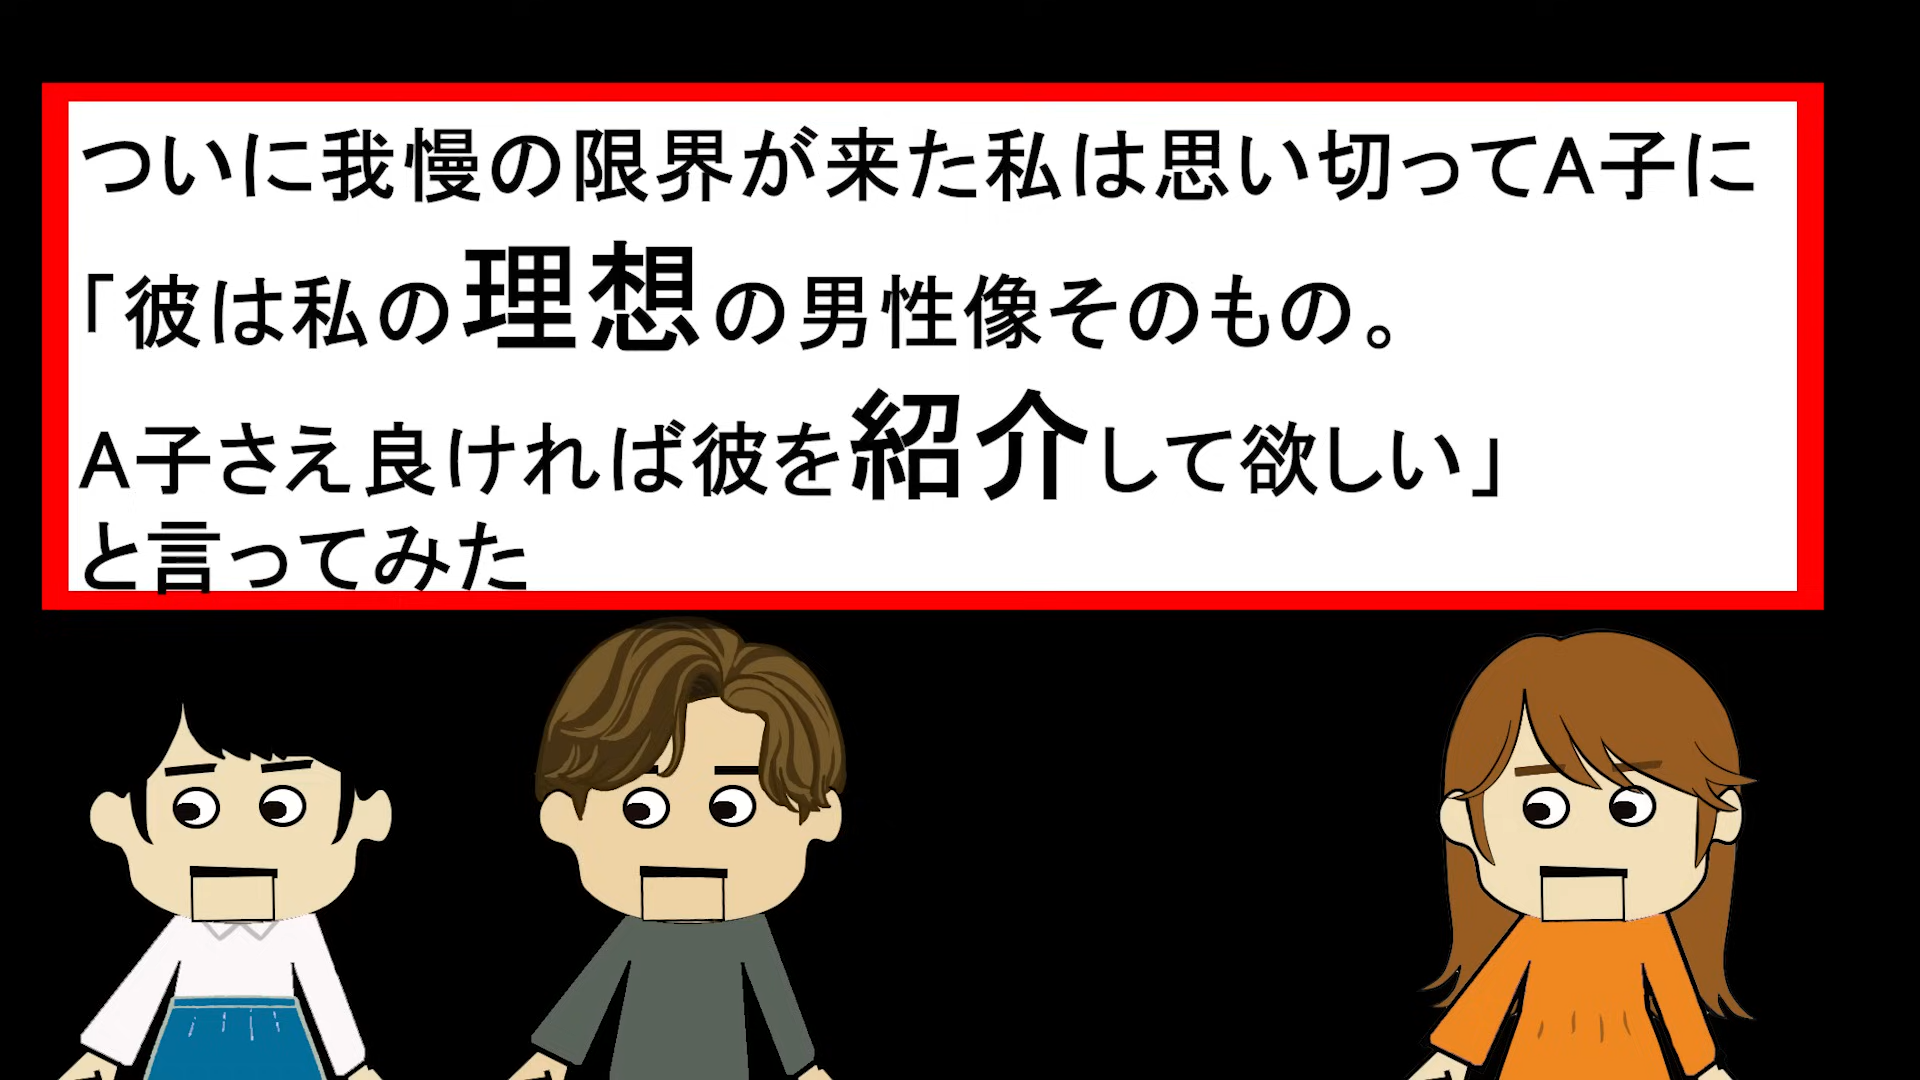 ついに我慢の限界が来た私は思い切ってA子に
「彼は私の理想の男性像そのもの。
A子さえ良ければ彼を紹介して欲しい」
と言ってみた